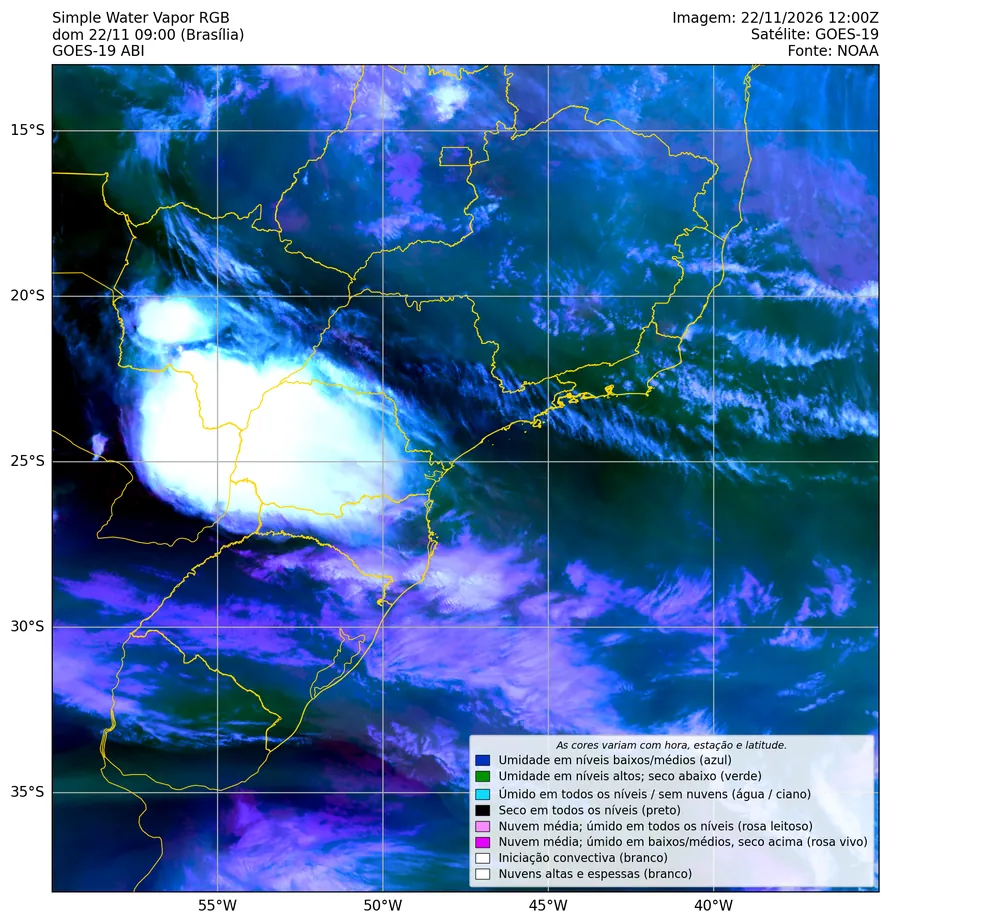 Simple Water Vapor RGB
dom 22/11 09:00 (Brasília)
GOES-19 ABI
Imagem: 22/11/2026 12:00Z
Satélite: GOES-19
Fonte: NOAA
15°S
20°S
25°S
30°S
35°S
55°W
50°W
45°W
40°W
As cores variam com hora, estação e latitude.
Umidade em níveis baixos/médios (azul)
Umidade em níveis altos; seco abaixo (verde)
Úmido em todos os níveis / sem nuvens (água / ciano)
Seco em todos os níveis (preto)
Nuvem média; úmido em todos os níveis (rosa leitoso)
Nuvem média; úmido em baixos/médios, seco acima (rosa vivo)
Iniciação convectiva (branco)
Nuvens altas e espessas (branco)